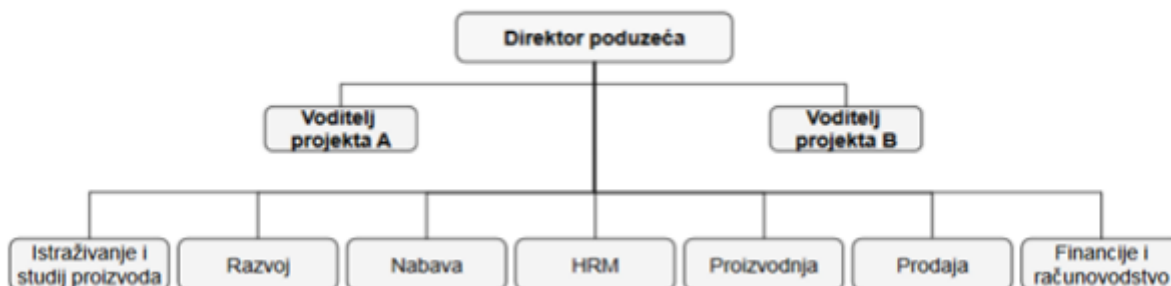 Direktor poduzeća
Voditelj
projekta A
Voditelj
projekta B
Istraživanje i
studij proizvoda
Razvoj
Nabava
HRM
Proizvodnja
Prodaja
Financije i
računovodstvo